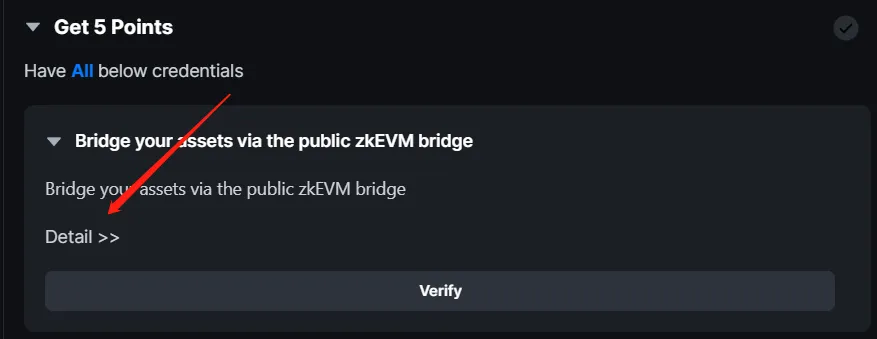 Get 5 Points
Have All below credentials
Bridge your assets via the public zkEVM bridge
Bridge your assets via the public zkEVM bridge
Detail >>
Verify